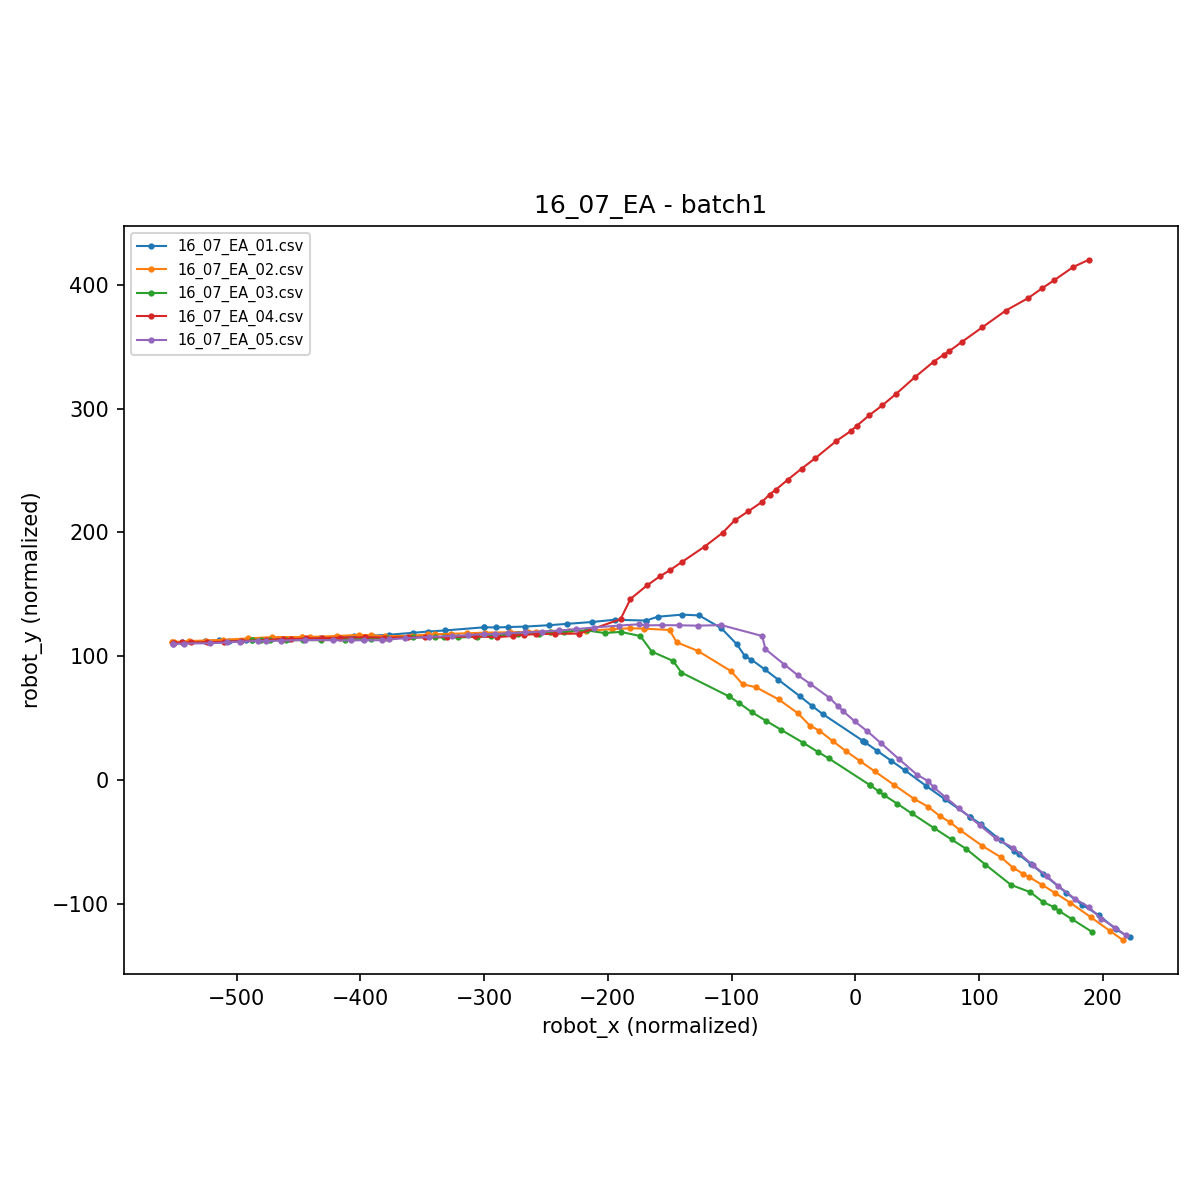 16_07_EA - batch1
16_07_EA_01.csv
16_07_EA_02.csv
16_07_EA_03.csv
16_07_EA_04.csv
16_07_EA_05.csv
400
300
200
100
0
−100
robot_y (normalized)
−500 −400 −300 −200 −100 0 100 200
robot_x (normalized)